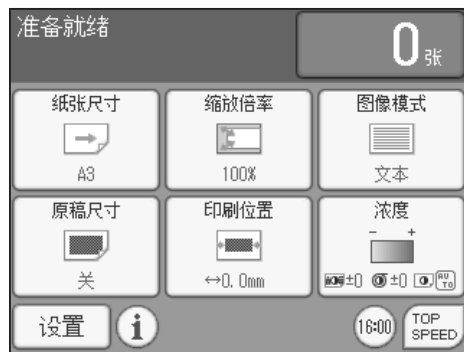 准备就绪
0张
纸张尺寸
A3
缩放倍率
100%
图像模式
文本
原稿尺寸
关
印刷位置
↔0.0mm
浓度
- +
±0 ±0 AUTO
设置
i
16:00
TOP
SPEED